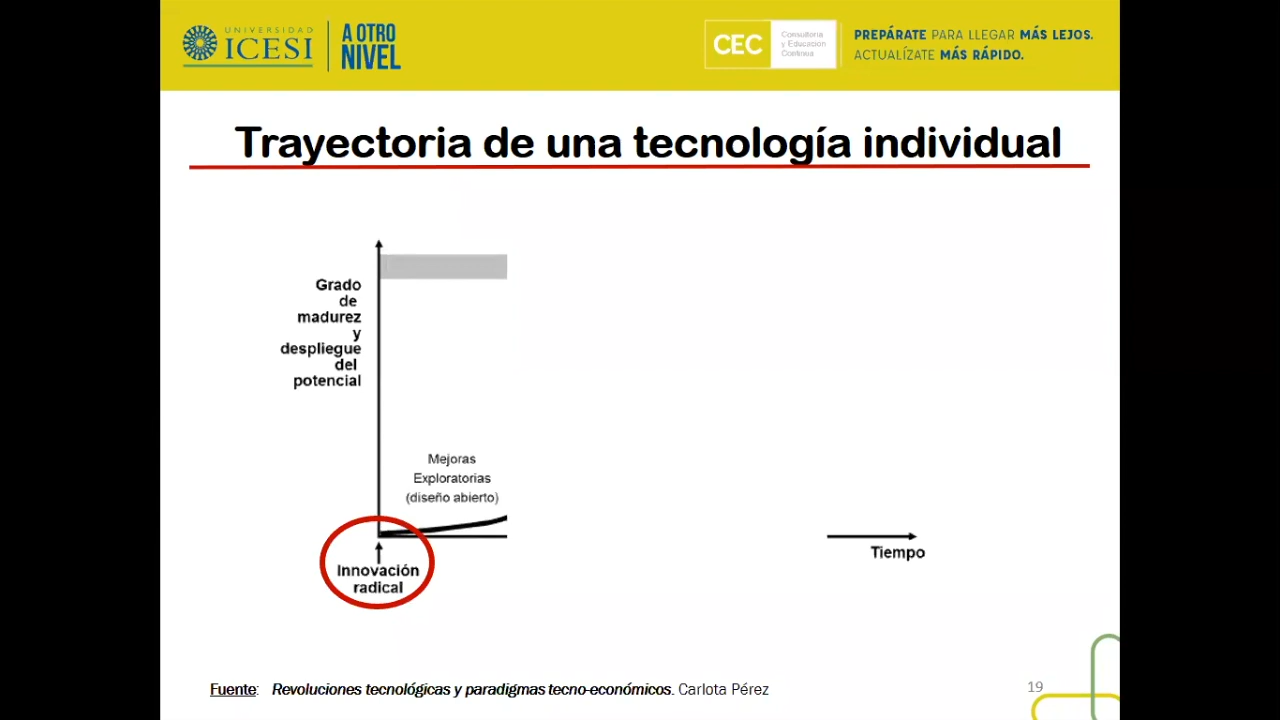 UNIVERSIDAD
ICESI
A OTRO
NIVEL
CEC
Consultoría
y Educación
Continua
PREPÁRATE PARA LLEGAR MÁS LEJOS.
ACTUALÍZATE MÁS RÁPIDO.
Trayectoria de una tecnología individual
Grado
de
madurez
y
despliegue
del
potencial
Mejoras
Exploratorias
(diseño abierto)
Innovación
radical
Tiempo
Fuente: Revoluciones tecnológicas y paradigmas tecno-económicos. Carlota Pérez
19